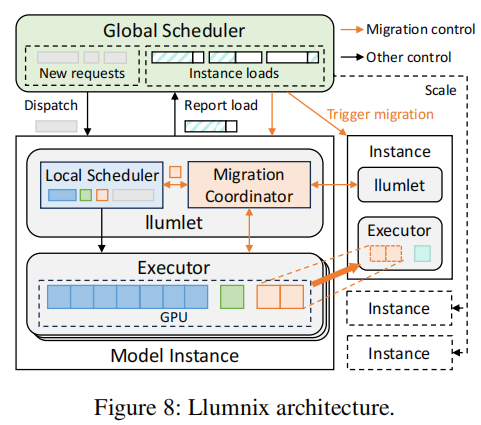 Global Scheduler
New requests
Instance loads
Migration control
Other control
Dispatch
Report load
Scale
Trigger migration
Local Scheduler
Migration
Coordinator
llumlet
Instance
llumlet
Executor
Executor
GPU
Model Instance
Instance
Instance
Figure 8: Llumnix architecture.